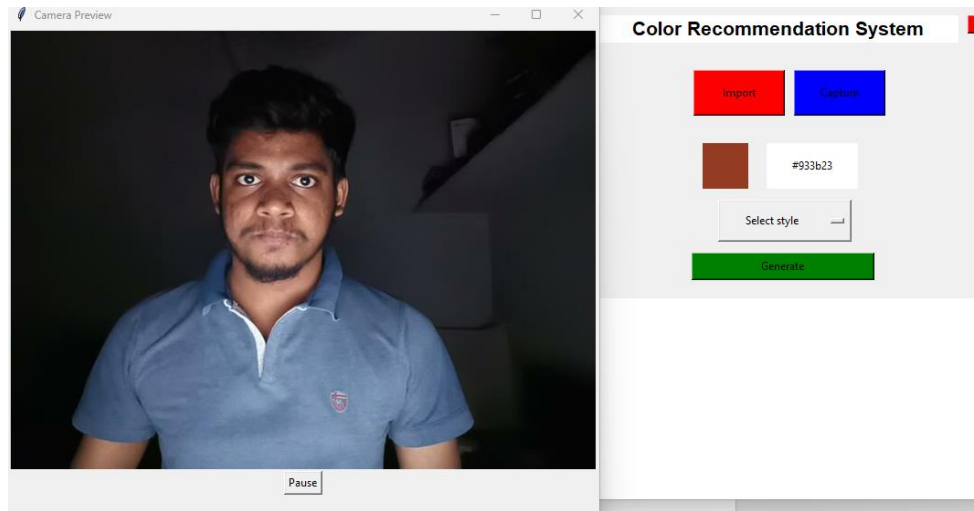 Camera Preview
Color Recommendation System
Import
Capture
#933b23
Select style
Generate
Pause